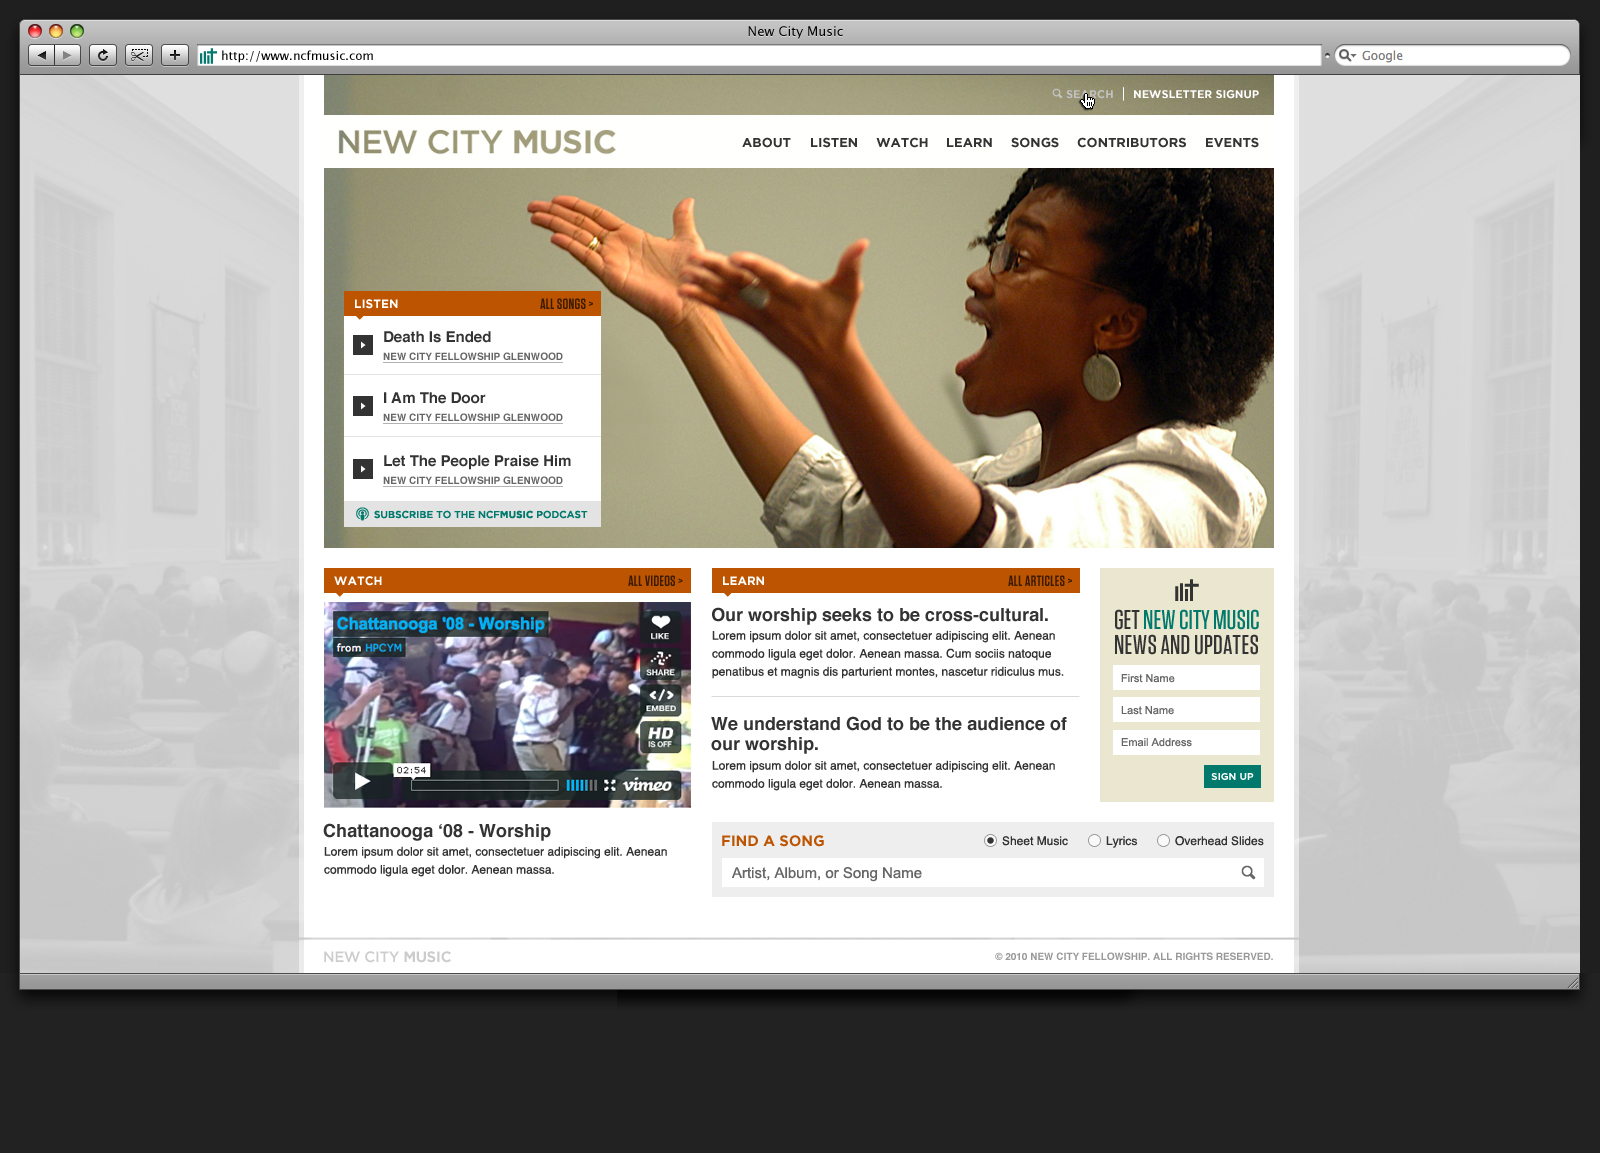 New City Music
http://www.ncfmusic.com
Google
SEARCH
NEWSLETTER SIGNUP
NEW CITY MUSIC
ABOUT LISTEN WATCH LEARN SONGS CONTRIBUTORS EVENTS
LISTEN ALL SONGS >
Death Is Ended
NEW CITY FELLOWSHIP GLENWOOD
I Am The Door
NEW CITY FELLOWSHIP GLENWOOD
Let The People Praise Him
NEW CITY FELLOWSHIP GLENWOOD
SUBSCRIBE TO THE NCFMUSIC PODCAST
WATCH ALL VIDEOS >
Chattanooga '08 - Worship
from HPCYM
LIKE
SHARE
</>
EMBED
HD
IS OFF
02:54
vimeo
Chattanooga ‘08 - Worship
Lorem ipsum dolor sit amet, consectetuer adipiscing elit. Aenean
commodo ligula eget dolor. Aenean massa.
LEARN ALL ARTICLES >
Our worship seeks to be cross-cultural.
Lorem ipsum dolor sit amet, consectetuer adipiscing elit. Aenean
commodo ligula eget dolor. Aenean massa. Cum sociis natoque
penatibus et magnis dis parturient montes, nascetur ridiculus mus.
We understand God to be the audience of
our worship.
Lorem ipsum dolor sit amet, consectetuer adipiscing elit. Aenean
commodo ligula eget dolor. Aenean massa.
GET NEW CITY MUSIC
NEWS AND UPDATES
First Name
Last Name
Email Address
SIGN UP
FIND A SONG
Sheet Music Lyrics Overhead Slides
Artist, Album, or Song Name
NEW CITY MUSIC
© 2010 NEW CITY FELLOWSHIP. ALL RIGHTS RESERVED.